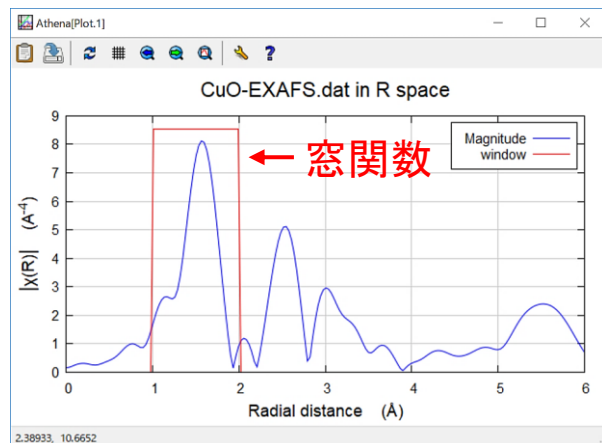 Athena[Plot.1]
CuO-EXAFS.dat in R space
9
8
7
6
5
4
3
2
1
0
|χ(R)| (A⁻⁴)
Magnitude
window
← 窓関数
0 1 2 3 4 5 6
Radial distance (Å)
2.38933, 10.6652